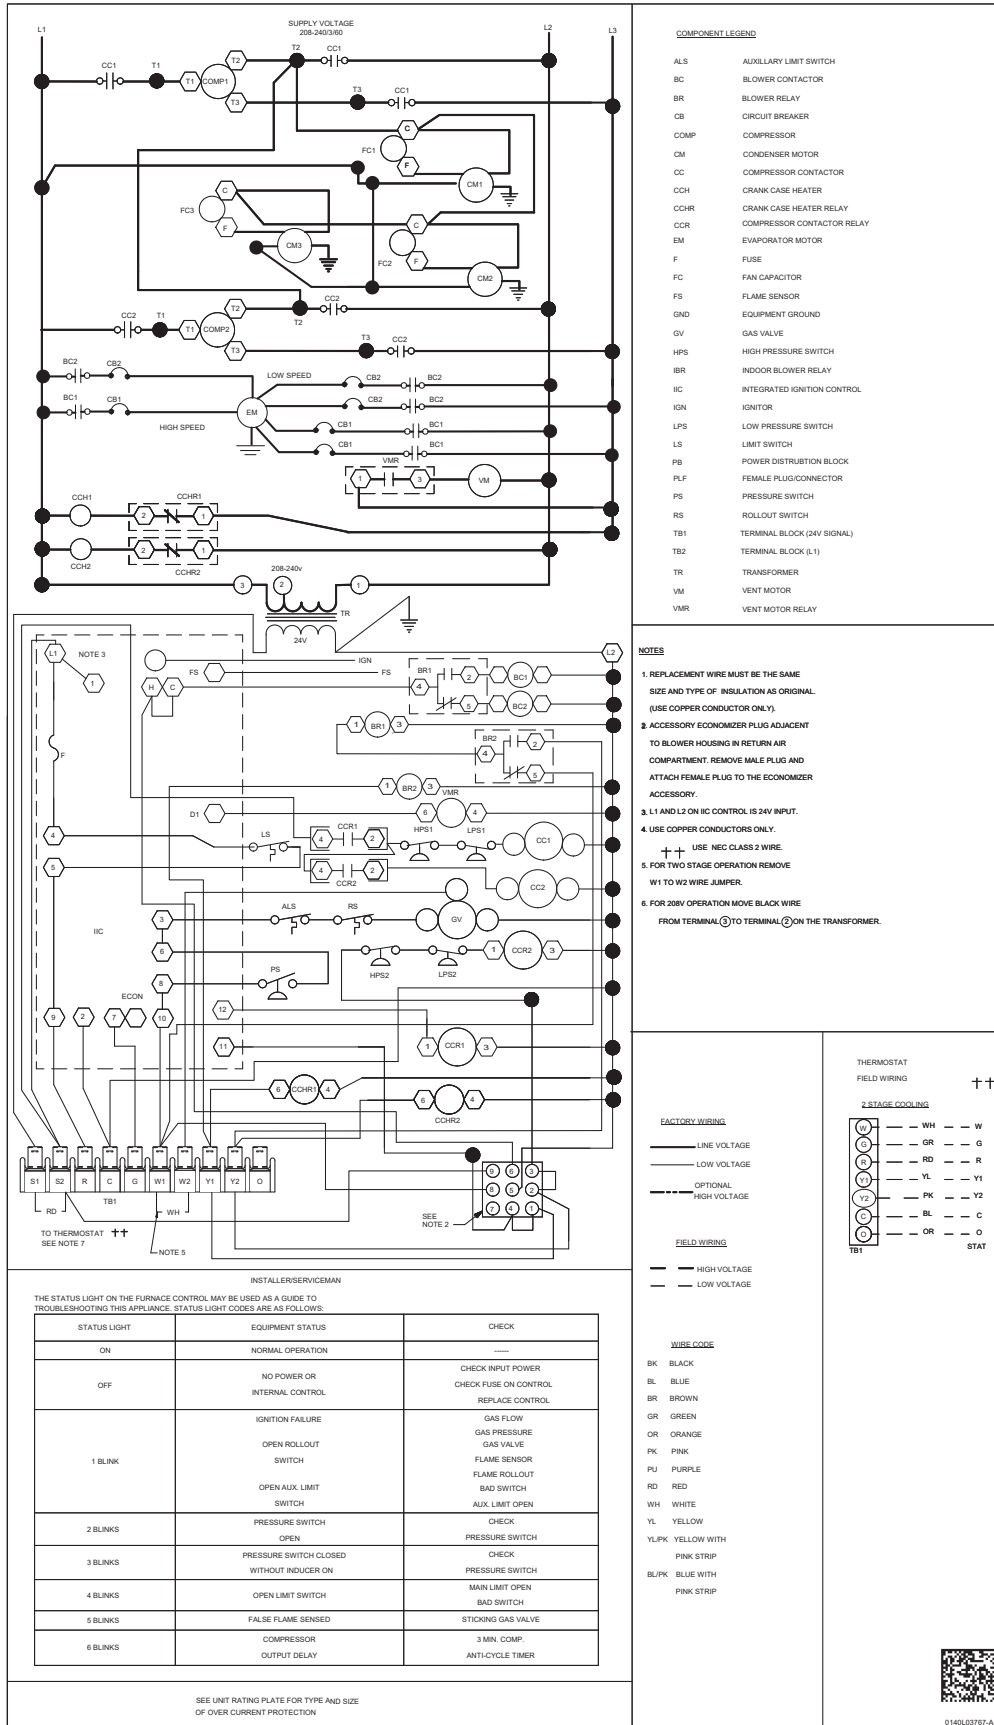 SUPPLY VOLTAGE
208-240/3/60
L1
L2
L3
T2
CC1
CC1
T1
T2
T1
COMP1
T3
T3
CC1
C
FC1
F
CM1
C
FC3
F
C
CM3
FC2
F
CM2
CC2
T1
T2
T2
CC2
T1
COMP2
T3
T3
CC2
BC2
CB2
LOW SPEED
CB2
BC2
BC1
CB1
CB2
BC2
EM
HIGH SPEED
CB1
BC1
CB1
BC1
VMR
1
3
VM
CCH1
CCHR1
2
1
2
1
CCH2
CCHR2
208-240v
3
2
1
TR
24V
L1
NOTE 3
1
IGN
FS
FS
L2
H
C
BR1
4
2
BC1
5
BC2
1
BR1
3
BR2
4
2
5
F
1
BR2
3
VMR
D1
6
4
4
LS
CCR1
4
2
HPS1
LPS1
CC1
5
4
2
CCR2
CC2
3
ALS
RS
GV
IIC
6
1
CCR2
3
HPS2
LPS2
PS
8
ECON
9
2
7
10
12
11
1
CCR1
3
6
CCHR1
4
6
4
CCHR2
S1
S2
R
C
G
W1
W2
Y1
Y2
O
RD
TB1
WH
TO THERMOSTAT ††
SEE NOTE 7
NOTE 5
SEE
NOTE 2
9
6
3
8
5
2
7
4
1
INSTALLER/SERVICEMAN
THE STATUS LIGHT ON THE FURNACE CONTROL MAY BE USED AS A GUIDE TO
TROUBLESHOOTING THIS APPLIANCE. STATUS LIGHT CODES ARE AS FOLLOWS:
STATUS LIGHT EQUIPMENT STATUS CHECK
ON NORMAL OPERATION ------
OFF
NO POWER OR
INTERNAL CONTROL
CHECK INPUT POWER
CHECK FUSE ON CONTROL
REPLACE CONTROL
1 BLINK
IGNITION FAILURE
OPEN ROLLOUT
SWITCH
OPEN AUX. LIMIT
SWITCH
GAS FLOW
GAS PRESSURE
GAS VALVE
FLAME SENSOR
FLAME ROLLOUT
BAD SWITCH
AUX. LIMIT OPEN
2 BLINKS
PRESSURE SWITCH
OPEN
CHECK
PRESSURE SWITCH
3 BLINKS
PRESSURE SWITCH CLOSED
WITHOUT INDUCER ON
CHECK
PRESSURE SWITCH
4 BLINKS
OPEN LIMIT SWITCH
MAIN LIMIT OPEN
BAD SWITCH
5 BLINKS FALSE FLAME SENSED STICKING GAS VALVE
6 BLINKS
COMPRESSOR
OUTPUT DELAY
3 MIN. COMP.
ANTI-CYCLE TIMER
SEE UNIT RATING PLATE FOR TYPE AND SIZE
OF OVER CURRENT PROTECTION
COMPONENT LEGEND
ALS AUXILLARY LIMIT SWITCH
BC BLOWER CONTACTOR
BR BLOWER RELAY
CB CIRCUIT BREAKER
COMP COMPRESSOR
CM CONDENSER MOTOR
CC COMPRESSOR CONTACTOR
CCH CRANK CASE HEATER
CCHR CRANK CASE HEATER RELAY
CCR COMPRESSOR CONTACTOR RELAY
EM EVAPORATOR MOTOR
F FUSE
FC FAN CAPACITOR
FS FLAME SENSOR
GND EQUIPMENT GROUND
GV GAS VALVE
HPS HIGH PRESSURE SWITCH
IBR INDOOR BLOWER RELAY
IIC INTEGRATED IGNITION CONTROL
IGN IGNITOR
LPS LOW PRESSURE SWITCH
LS LIMIT SWITCH
PB POWER DISTRUBTION BLOCK
PLF FEMALE PLUG/CONNECTOR
PS PRESSURE SWITCH
RS ROLLOUT SWITCH
TB1 TERMINAL BLOCK (24V SIGNAL)
TB2 TERMINAL BLOCK (L1)
TR TRANSFORMER
VM VENT MOTOR
VMR VENT MOTOR RELAY
NOTES
1. REPLACEMENT WIRE MUST BE THE SAME
SIZE AND TYPE OF INSULATION AS ORIGINAL.
(USE COPPER CONDUCTOR ONLY).
2. ACCESSORY ECONOMIZER PLUG ADJACENT
TO BLOWER HOUSING IN RETURN AIR
COMPARTMENT. REMOVE MALE PLUG AND
ATTACH FEMALE PLUG TO THE ECONOMIZER
ACCESSORY.
3. L1 AND L2 ON IIC CONTROL IS 24V INPUT.
4. USE COPPER CONDUCTORS ONLY.
†† USE NEC CLASS 2 WIRE.
5. FOR TWO STAGE OPERATION REMOVE
W1 TO W2 WIRE JUMPER.
6. FOR 208V OPERATION MOVE BLACK WIRE
FROM TERMINAL 3 TO TERMINAL 2 ON THE TRANSFORMER.
FACTORY WIRING
LINE VOLTAGE
LOW VOLTAGE
OPTIONAL
HIGH VOLTAGE
FIELD WIRING
HIGH VOLTAGE
LOW VOLTAGE
WIRE CODE
BK BLACK
BL BLUE
BR BROWN
GR GREEN
OR ORANGE
PK PINK
PU PURPLE
RD RED
WH WHITE
YL YELLOW
YL/PK YELLOW WITH
PINK STRIP
BL/PK BLUE WITH
PINK STRIP
THERMOSTAT
FIELD WIRING ††
2 STAGE COOLING
W WH W
G GR G
R RD R
Y1 YL Y1
Y2 PK Y2
C BL C
O OR O
TB1 STAT
0140L03767-A